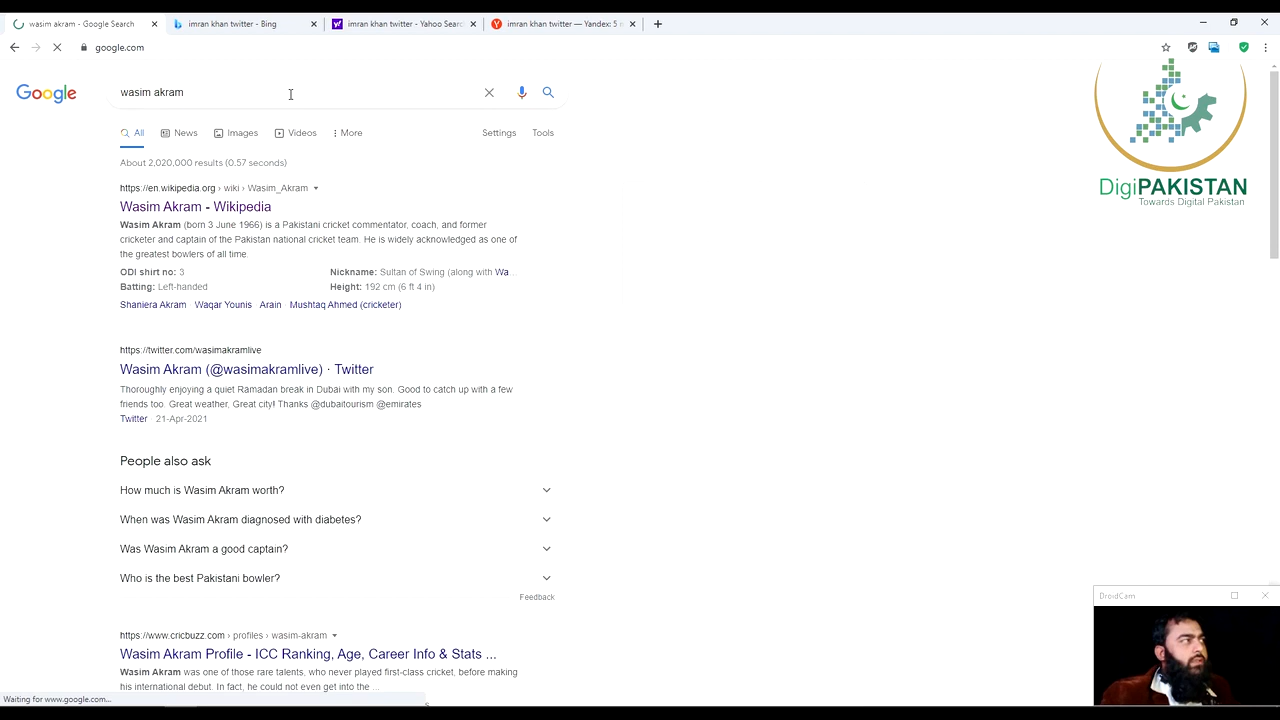 wasim akram - Google Search
imran khan twitter - Bing
imran khan twitter - Yahoo Searc
imran khan twitter — Yandex: 5
google.com
Google
wasim akram
All
News
Images
Videos
More
Settings
Tools
About 2,020,000 results (0.57 seconds)
https://en.wikipedia.org › wiki › Wasim_Akram
Wasim Akram - Wikipedia
Wasim Akram (born 3 June 1966) is a Pakistani cricket commentator, coach, and former
cricketer and captain of the Pakistan national cricket team. He is widely acknowledged as one of
the greatest bowlers of all time.
ODI shirt no: 3
Nickname: Sultan of Swing (along with Wa...
Batting: Left-handed
Height: 192 cm (6 ft 4 in)
Shaniera Akram
Waqar Younis
Arain
Mushtaq Ahmed (cricketer)
https://twitter.com/wasimakramlive
Wasim Akram (@wasimakramlive) · Twitter
Thoroughly enjoying a quiet Ramadan break in Dubai with my son. Good to catch up with a few
friends too. Great weather, Great city! Thanks @dubaitourism @emirates
Twitter · 21-Apr-2021
People also ask
How much is Wasim Akram worth?
When was Wasim Akram diagnosed with diabetes?
Was Wasim Akram a good captain?
Who is the best Pakistani bowler?
Feedback
https://www.cricbuzz.com › profiles › wasim-akram
Wasim Akram Profile - ICC Ranking, Age, Career Info & Stats ...
Wasim Akram was one of those rare talents, who never played first-class cricket, before making
his international debut. In fact, he could not even get into the ...
Waiting for www.google.com...
DigiPAKISTAN
Towards Digital Pakistan
DroidCam